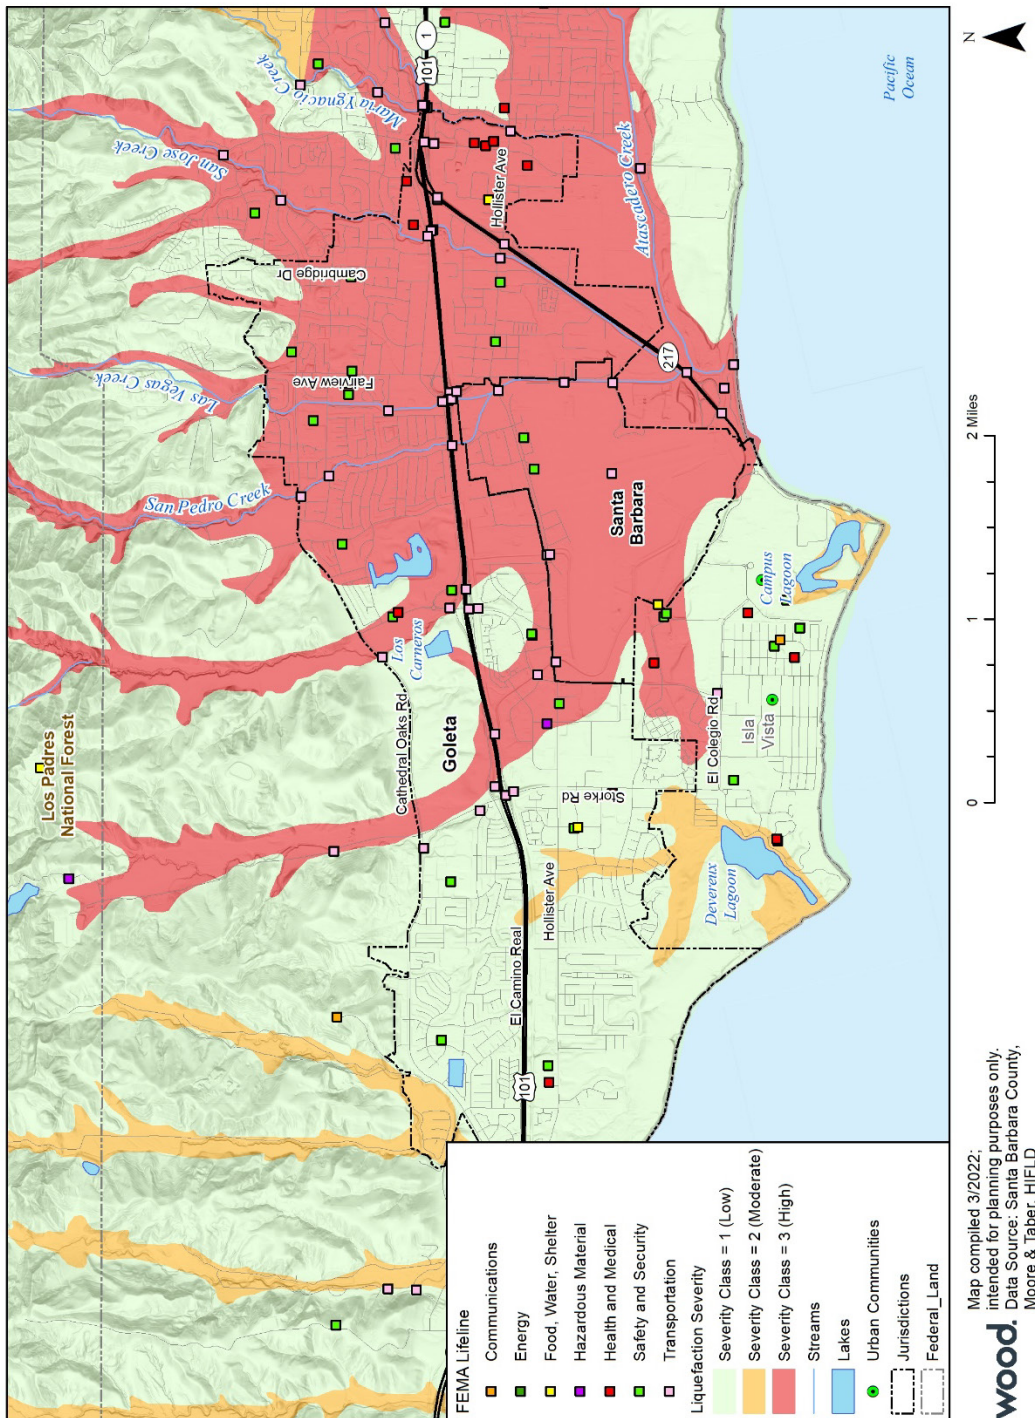 Los Padres
National Forest
San Pedro Creek
Las Vegas Creek
San Jose Creek
Maria Ygnacio Creek
Cathedral Oaks Rd
Los
Carneros
Fairview Ave
Cambridge Dr
Goleta
101
1
El Camino Real
101
Hollister Ave
Hollister Ave
Storke Rd
Santa
Barbara
217
Atascadero Creek
El Colegio Rd
Isla
Vista
Campus
Lagoon
Devereux
Lagoon
Pacific
Ocean
FEMA Lifeline
Communications
Energy
Food, Water, Shelter
Hazardous Material
Health and Medical
Safety and Security
Transportation
Liquefaction Severity
Severity Class = 1 (Low)
Severity Class = 2 (Moderate)
Severity Class = 3 (High)
Streams
Lakes
Urban Communities
Jurisdictions
Federal_Land
wood.
Map compiled 3/2022;
intended for planning purposes only.
Data Source: Santa Barbara County,
Moore & Taber, HIFLD
0 1 2 Miles
N